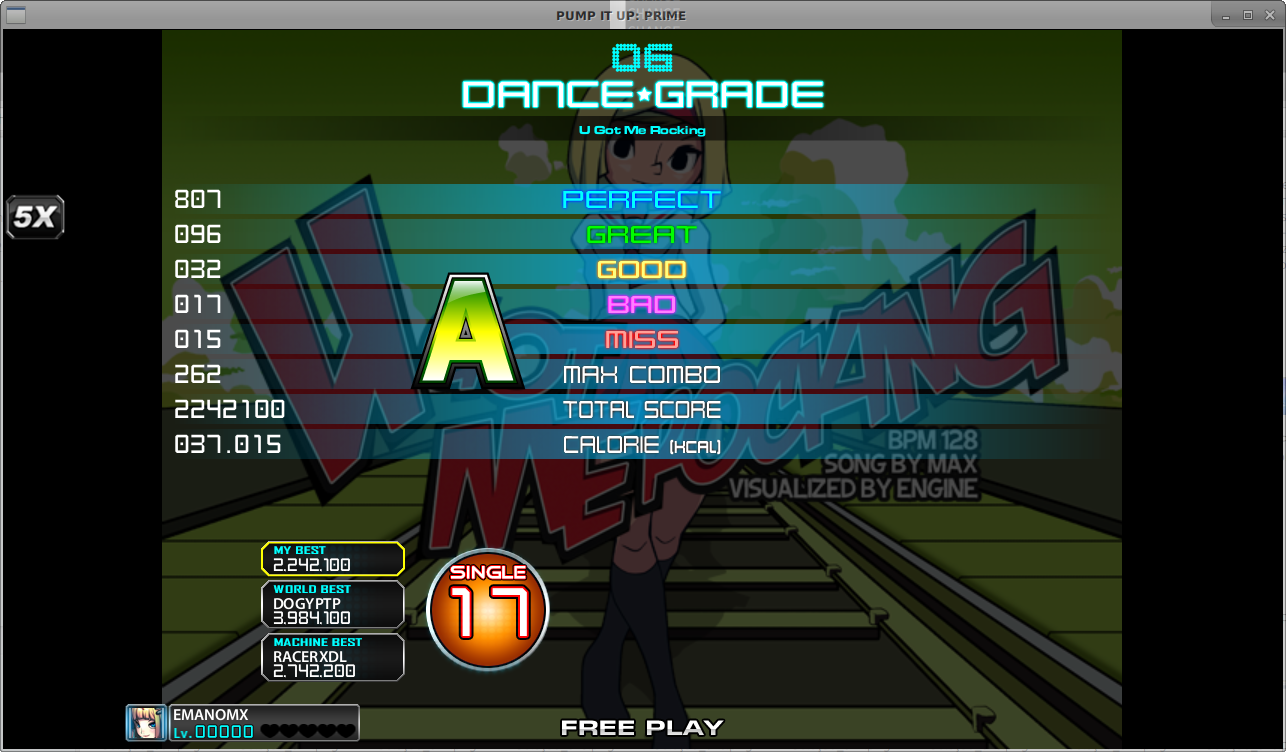 PUMP IT UP: PRIME
06
DANCE★GRADE
U Got Me Rocking
5X
807 PERFECT
096 GREAT
032 GOOD
017 BAD
015 MISS
262 MAX COMBO
2242100 TOTAL SCORE
037.015 CALORIE (KCAL)
A
BPM 128
SONG BY MAX
VISUALIZED BY ENGINE
MY BEST
2.242.100
WORLD BEST
DOGYPTP
3.984.100
MACHINE BEST
RACERXDL
2.742.200
SINGLE
17
EMANOMX
Lv.00000
FREE PLAY